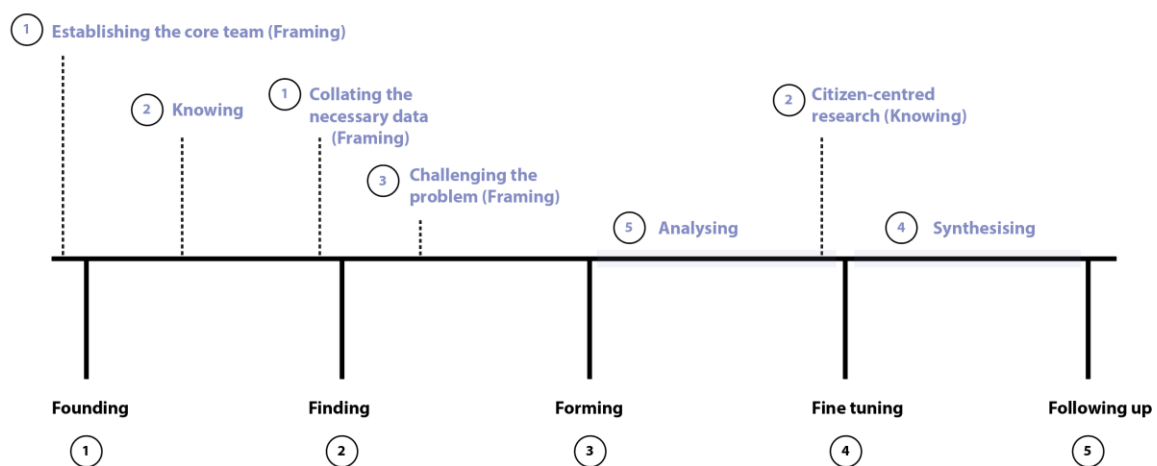 1 Establishing the core team (Framing)
2 Knowing
1 Collating the
necessary data
(Framing)
3 Challenging the
problem (Framing)
2 Citizen-centred
research (Knowing)
5 Analysing
4 Synthesising
Founding
Finding
Forming
Fine tuning
Following up
1
2
3
4
5